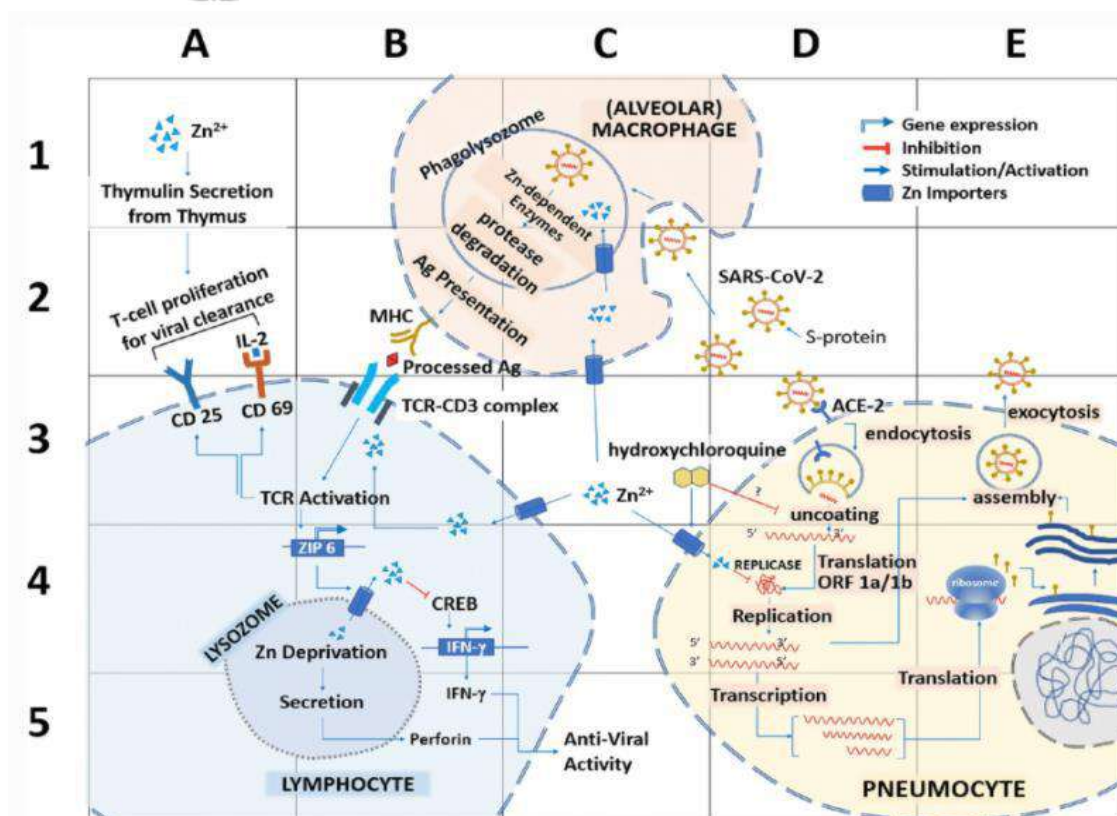 A B C D E
1
2
3
4
5
Zn2+
Thymulin Secretion
from Thymus
T-cell proliferation
for viral clearance
IL-2
CD 25
CD 69
(ALVEOLAR)
MACROPHAGE
Phagolysozome
Zn-dependent
Enzymes
protease
degradation
Ag Presentation
MHC
Processed Ag
TCR-CD3 complex
Gene expression
Inhibition
Stimulation/Activation
Zn Importers
SARS-CoV-2
S-protein
ACE-2
endocytosis
exocytosis
hydroxychloroquine
?
Zn2+
TCR Activation
ZIP 6
uncoating
5’ 3’
assembly
REPLICASE
Translation
ORF 1a/1b
ribosome
Replication
5’ 3’
3’ 5’
Transcription
Translation
CREB
IFN-γ
IFN-γ
LYSOZOME
Zn Deprivation
Secretion
Perforin
Anti-Viral
Activity
LYMPHOCYTE
PNEUMOCYTE